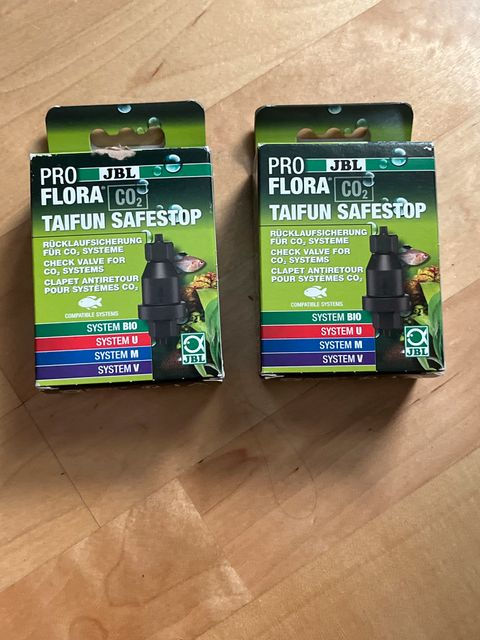 PRO JBL
FLORA® CO₂
TAIFUN SAFESTOP
RÜCKLAUFSICHERUNG
FÜR CO₂ SYSTEME
CHECK VALVE FOR
CO₂ SYSTEMS
CLAPET ANTIRETOUR
POUR SYSTÈMES CO₂
COMPATIBLE SYSTEMS
SYSTEM BIO
SYSTEM U
SYSTEM M
SYSTEM V
JBL
PRO JBL
FLORA® CO₂
TAIFUN SAFESTOP
RÜCKLAUFSICHERUNG
FÜR CO₂ SYSTEME
CHECK VALVE FOR
CO₂ SYSTEMS
CLAPET ANTIRETOUR
POUR SYSTÈMES CO₂
COMPATIBLE SYSTEMS
SYSTEM BIO
SYSTEM U
SYSTEM M
SYSTEM V
JBL